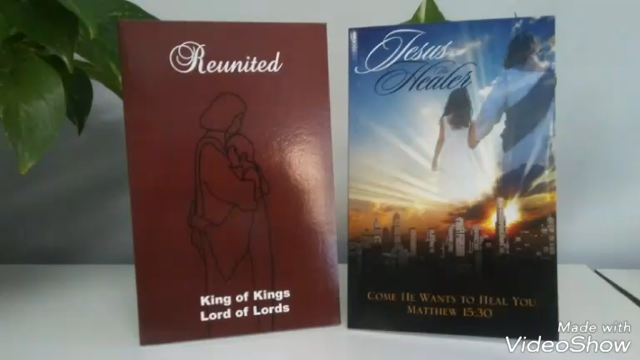 Reunited
King of Kings
Lord of Lords
Jesus
The
Healer
COME HE WANTS TO HEAL YOU
MATTHEW 15:30
Made with
VideoShow